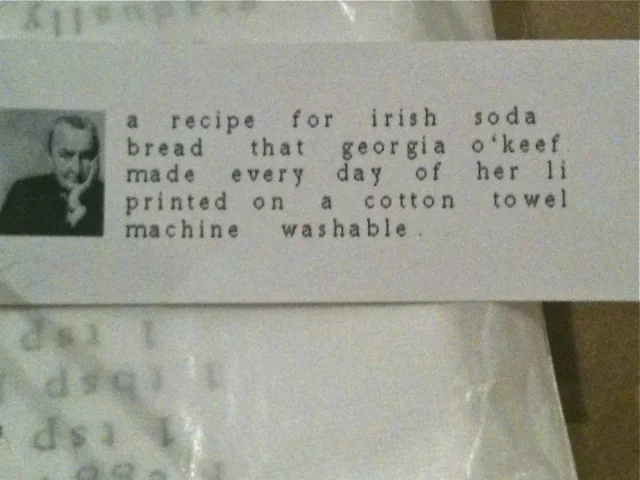 a recipe for irish soda
bread that georgia o'keef
made every day of her li
printed on a cotton towel
machine washable.